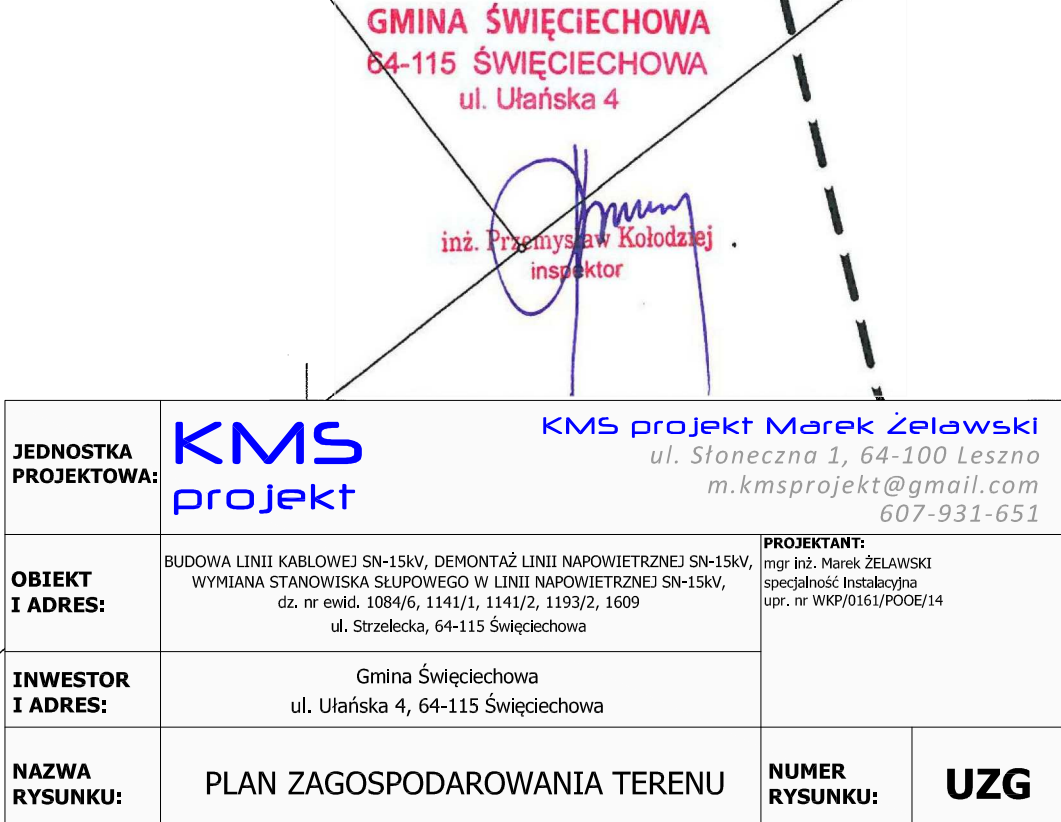 GMINA ŚWIĘCIECHOWA
64-115 ŚWIĘCIECHOWA
ul. Ułańska 4
inż. Przemysław Kołodziej
inspektor
JEDNOSTKA
PROJEKTOWA:
KMS
projekt
KMS projekt Marek Żelawski
ul. Słoneczna 1, 64-100 Leszno
m.kmsprojekt@gmail.com
607-931-651
OBIEKT
I ADRES:
BUDOWA LINII KABLOWEJ SN-15kV, DEMONTAŻ LINII NAPOWIETRZNEJ SN-15kV,
WYMIANA STANOWISKA SŁUPOWEGO W LINII NAPOWIETRZNEJ SN-15kV,
dz. nr ewid. 1084/6, 1141/1, 1141/2, 1193/2, 1609
ul. Strzelecka, 64-115 Święciechowa
PROJEKTANT:
mgr inż. Marek ŻELAWSKI
specjalność Instalacyjna
upr. nr WKP/0161/POOE/14
INWESTOR
I ADRES:
Gmina Święciechowa
ul. Ułańska 4, 64-115 Święciechowa
NAZWA
RYSUNKU:
PLAN ZAGOSPODAROWANIA TERENU
NUMER
RYSUNKU:
UZG